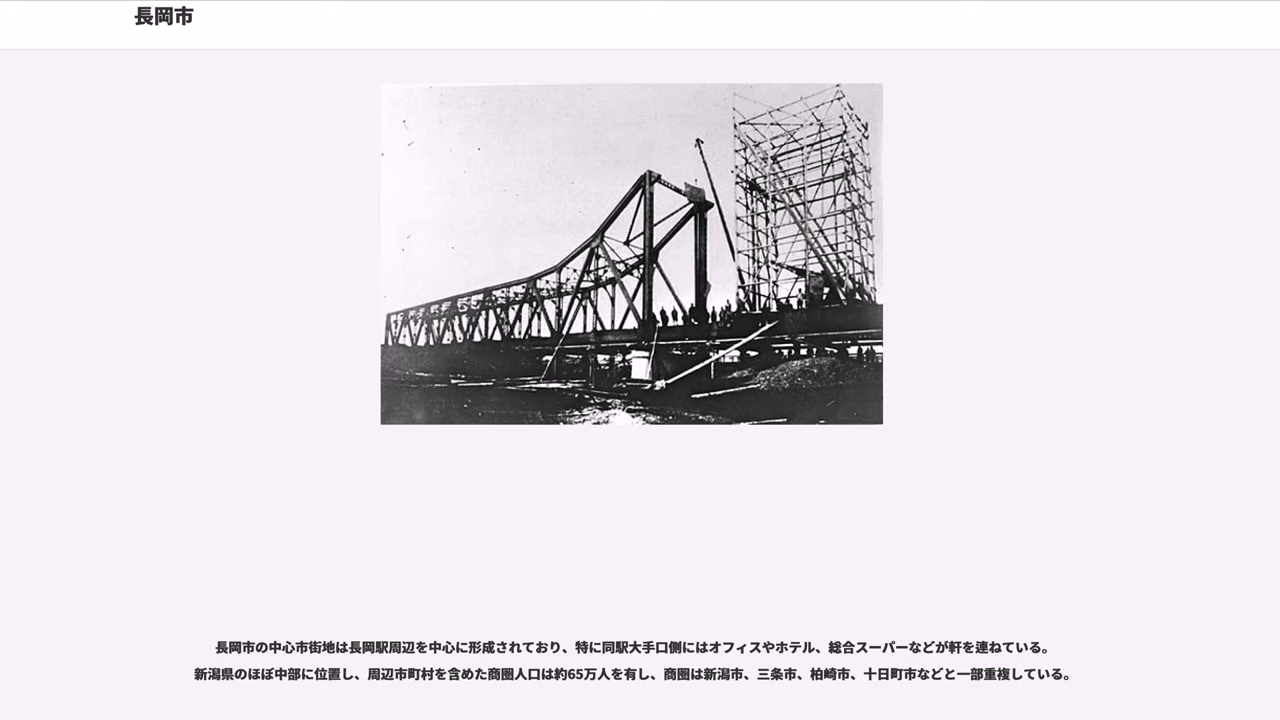 長岡市
長岡市の中心市街地は長岡駅周辺を中心に形成されており、特に同駅大手口側にはオフィスやホテル、総合スーパーなどが軒を連ねている。
新潟県のほぼ中部に位置し、周辺市町村を含めた商圏人口は約65万人を有し、商圏は新潟市、三条市、柏崎市、十日町市などと一部重複している。